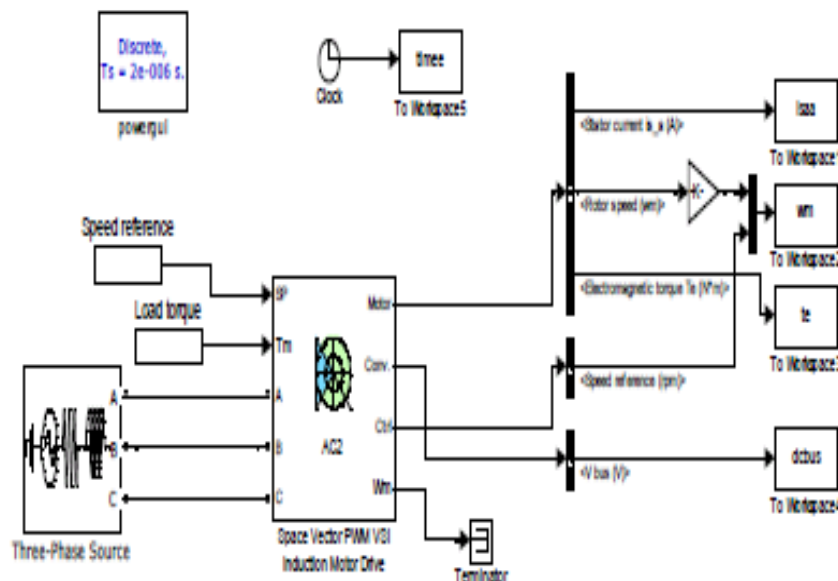 Discrete,
Ts = 2e-006 s.
powergui
Clock
timee
To Workspace5
<Stator current is_a (A)>
isaa
To Workspace1
<Rotor speed (wm)>
-K-
wm
To Workspace2
<Electromagnetic torque Te (N*m)>
te
To Workspace3
<Speed reference (rpm)>
<V bus (V)>
dcbus
To Workspace4
Speed reference
Load torque
SP
Tm
A
B
C
Motor
Conv.
Ctrl
Wm
AC2
Space Vector PWM VSI
Induction Motor Drive
A
B
C
Three-Phase Source
Terminator